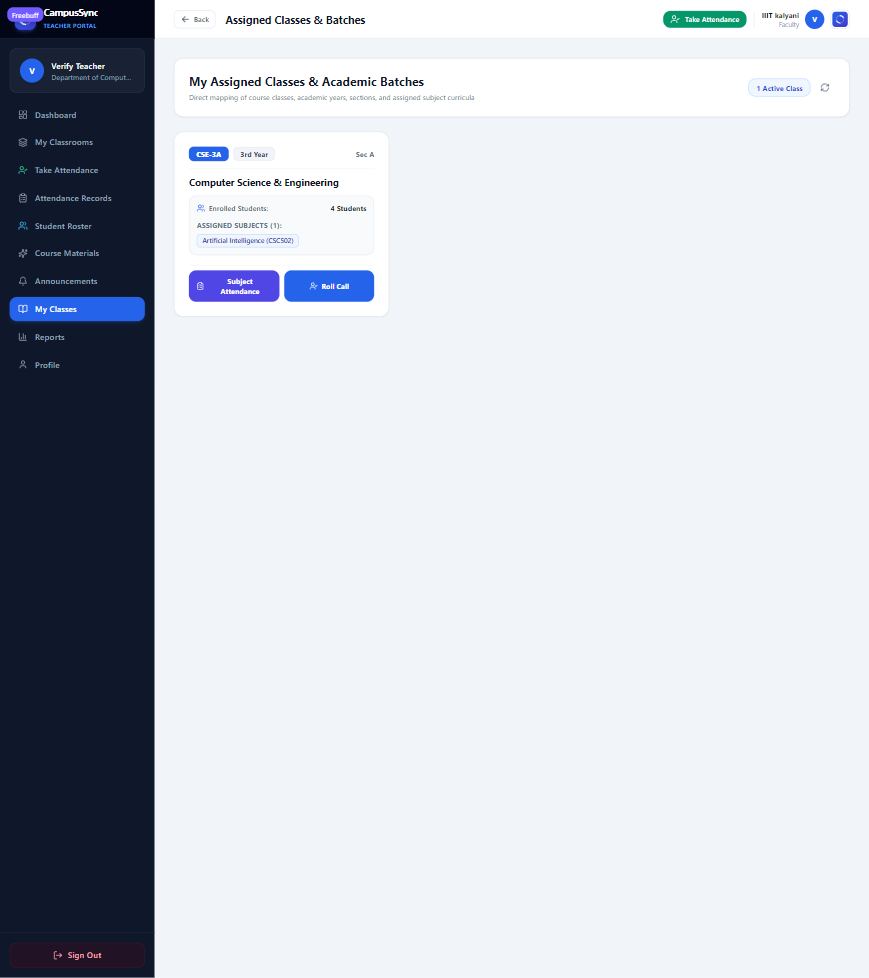 Freebuff
CampusSync
TEACHER PORTAL
V
Verify Teacher
Department of Comput...
Dashboard
My Classrooms
Take Attendance
Attendance Records
Student Roster
Course Materials
Announcements
My Classes
Reports
Profile
Sign Out
Back
Assigned Classes & Batches
Take Attendance
IIIT kalyani
Faculty
V
My Assigned Classes & Academic Batches
Direct mapping of course classes, academic years, sections, and assigned subject curricula
1 Active Class
CSE-3A
3rd Year
Sec A
Computer Science & Engineering
Enrolled Students:
4 Students
ASSIGNED SUBJECTS (1):
Artificial Intelligence (CSC502)
Subject
Attendance
Roll Call